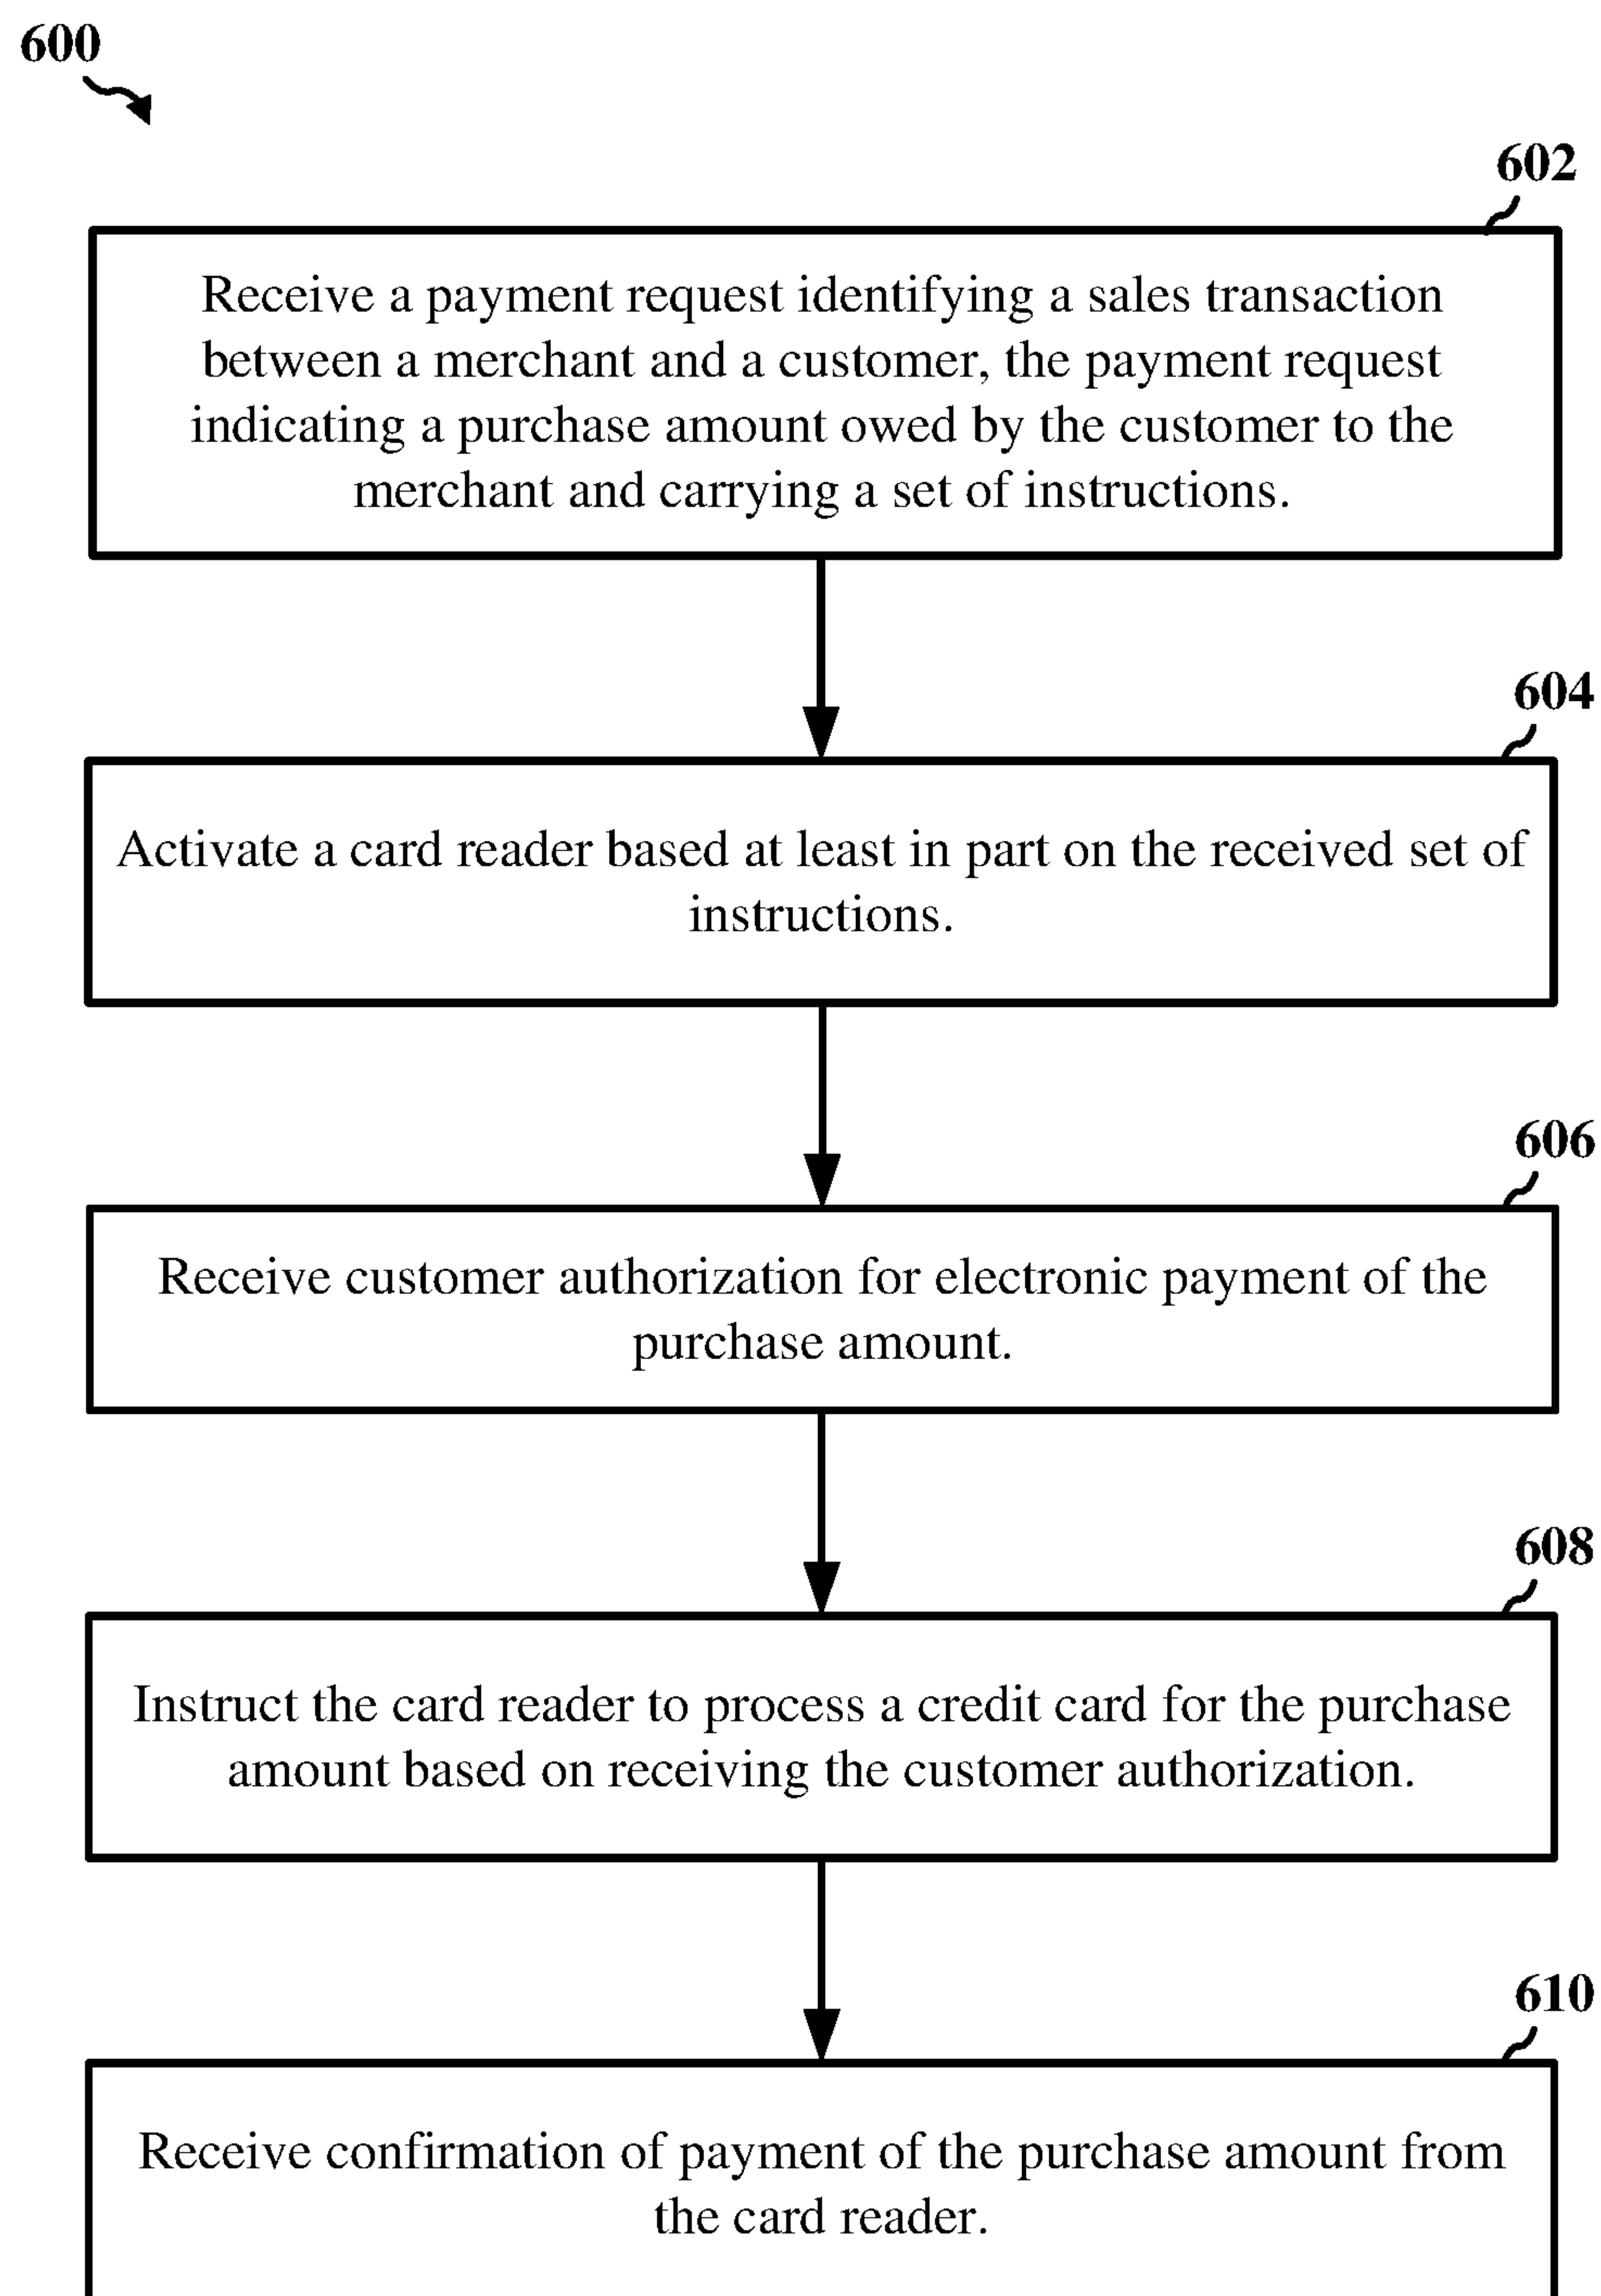 600
602
Receive a payment request identifying a sales transaction
between a merchant and a customer, the payment request
indicating a purchase amount owed by the customer to the
merchant and carrying a set of instructions.
604
Activate a card reader based at least in part on the received set of
instructions.
606
Receive customer authorization for electronic payment of the
purchase amount.
608
Instruct the card reader to process a credit card for the purchase
amount based on receiving the customer authorization.
610
Receive confirmation of payment of the purchase amount from
the card reader.